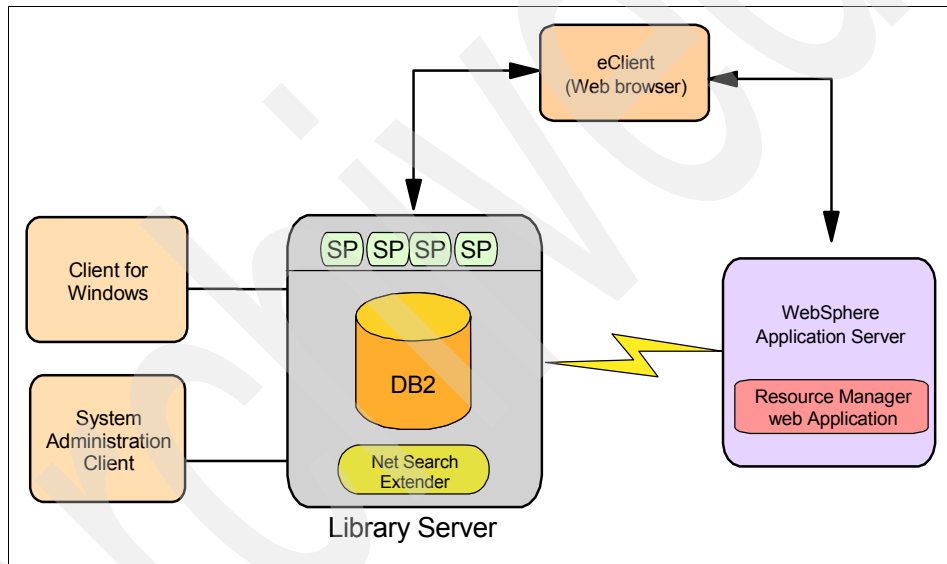 eClient
(Web browser)
SP SP SP SP
Client for
Windows
DB2
WebSphere
Application Server
Resource Manager
web Application
System
Administration
Client
Net Search
Extender
Library Server